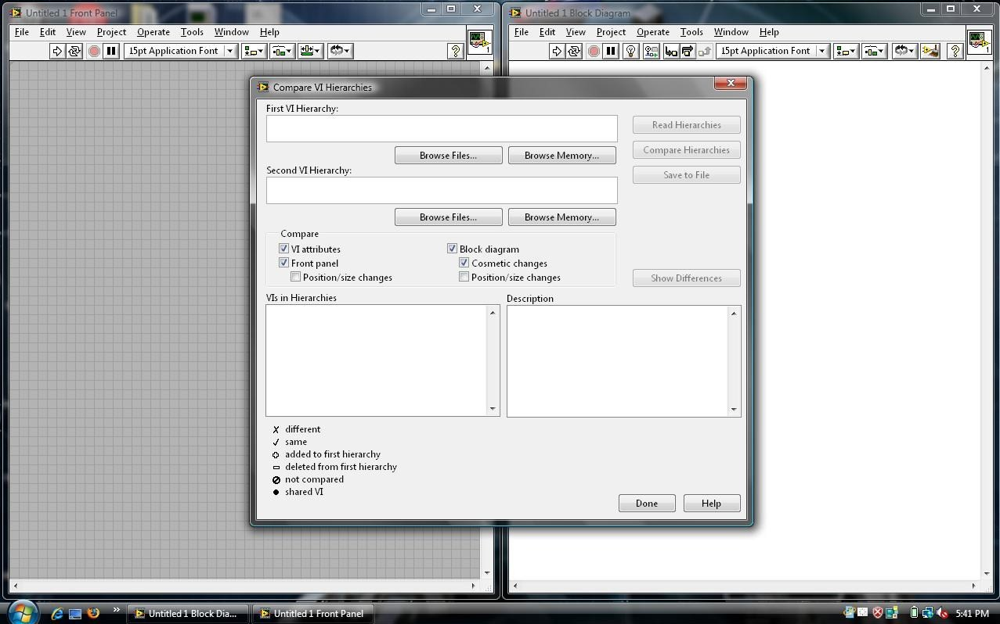 Untitled 1 Front Panel
File Edit View Project Operate Tools Window Help
15pt Application Font
?
1
Untitled 1 Block Diagram
File Edit View Project Operate Tools Window Help
15pt Application Font
?
1
Compare VI Hierarchies
First VI Hierarchy:
Read Hierarchies
Compare Hierarchies
Browse Files... Browse Memory...
Second VI Hierarchy:
Save to File
Browse Files... Browse Memory...
Compare
VI attributes
Block diagram
Front panel
Cosmetic changes
Position/size changes
Position/size changes
Show Differences
VIs in Hierarchies
Description
different
same
added to first hierarchy
deleted from first hierarchy
not compared
shared VI
Done Help
» Untitled 1 Block Dia... Untitled 1 Front Panel 5:41 PM